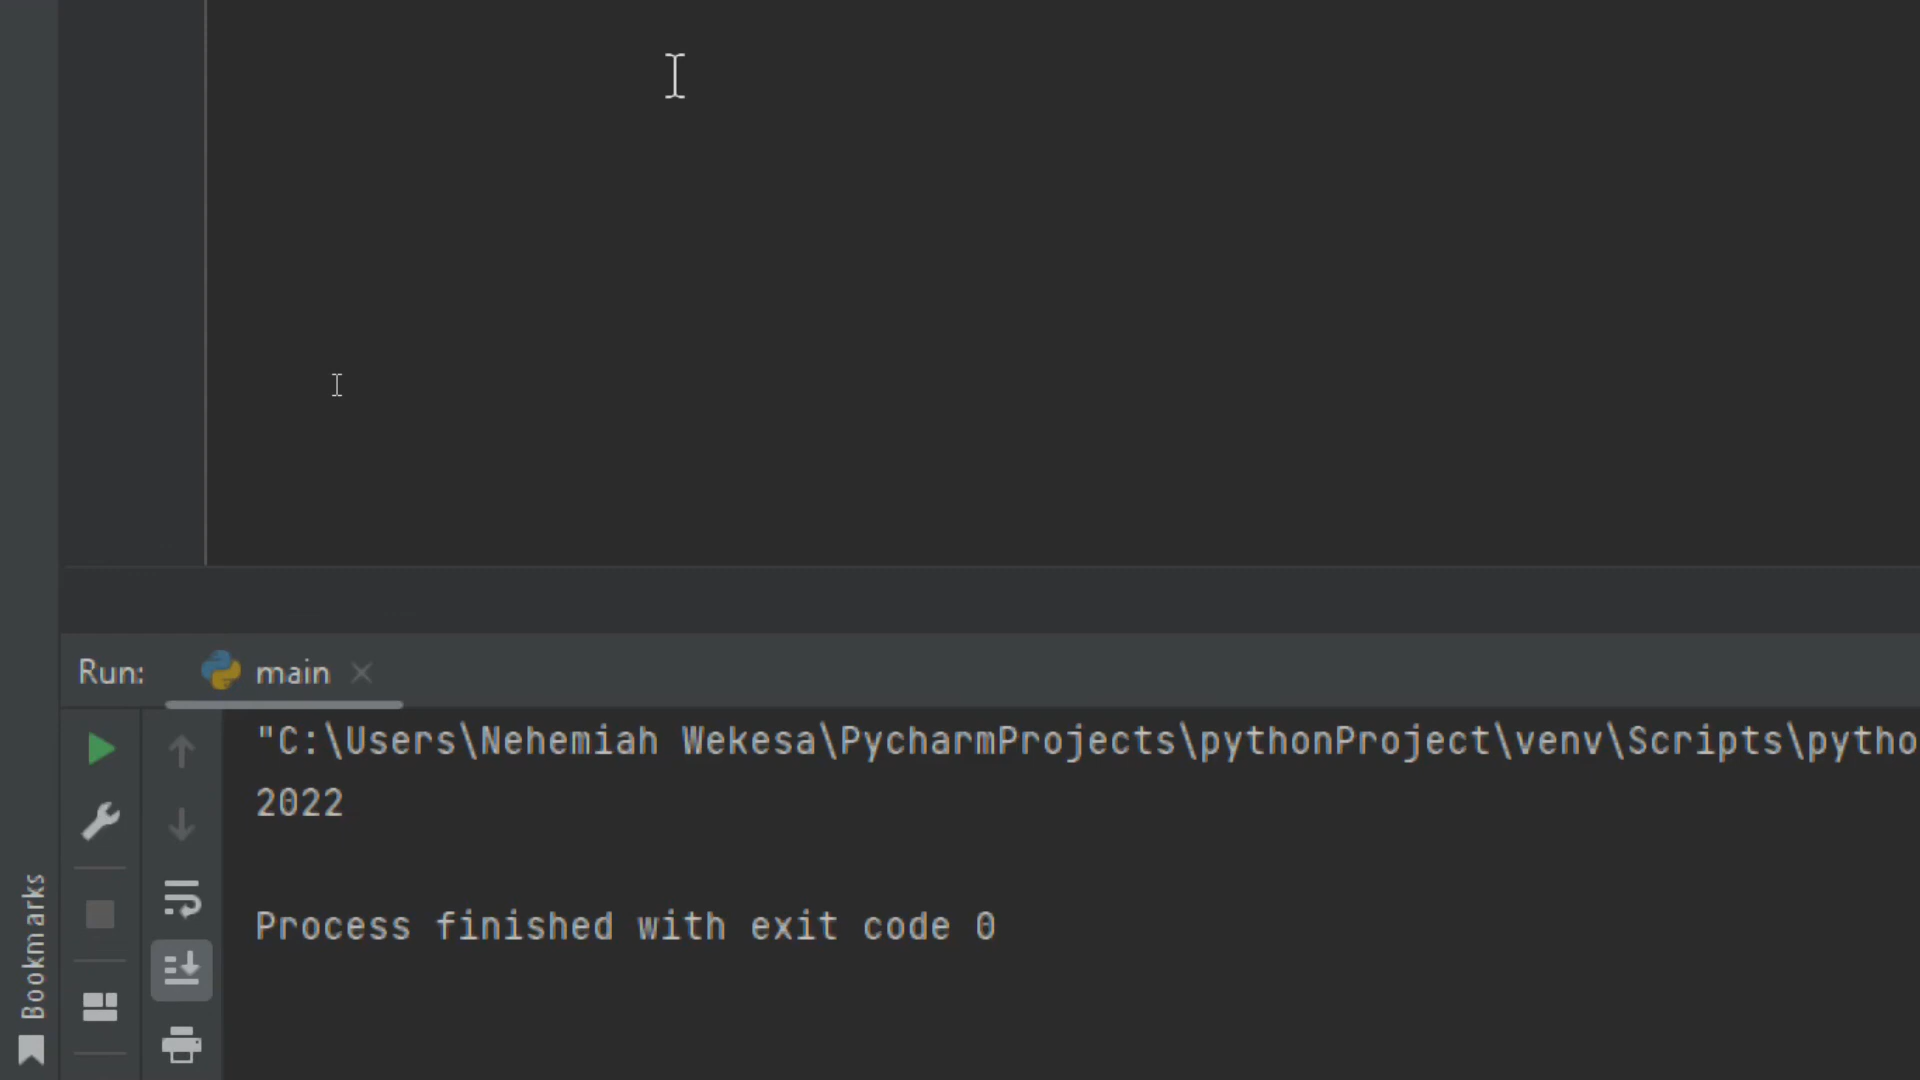 Run: main
"C:\Users\Nehemiah Wekesa\PycharmProjects\pythonProject\venv\Scripts\pytho
2022
Process finished with exit code 0
Bookmarks